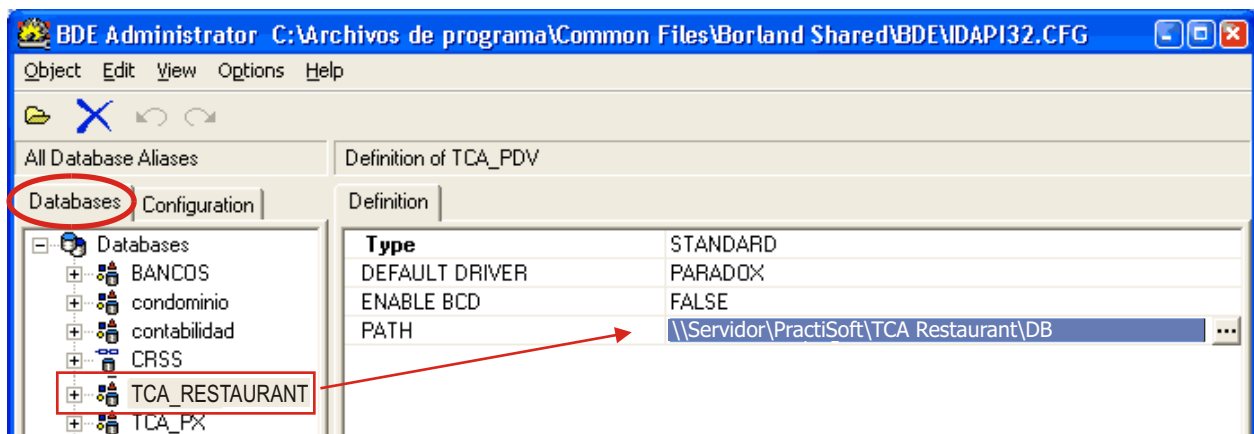 BDE Administrator C:\Archivos de programa\Common Files\Borland Shared\BDE\IDAPI32.CFG
Object Edit View Options Help
All Database Aliases
Definition of TCA_PDV
Databases Configuration
Definition
Databases
BANCOS
condominio
contabilidad
CRSS
TCA_RESTAURANT
TCA_PX
Type STANDARD
DEFAULT DRIVER PARADOX
ENABLE BCD FALSE
PATH \\Servidor\PractiSoft\TCA Restaurant\DB ...